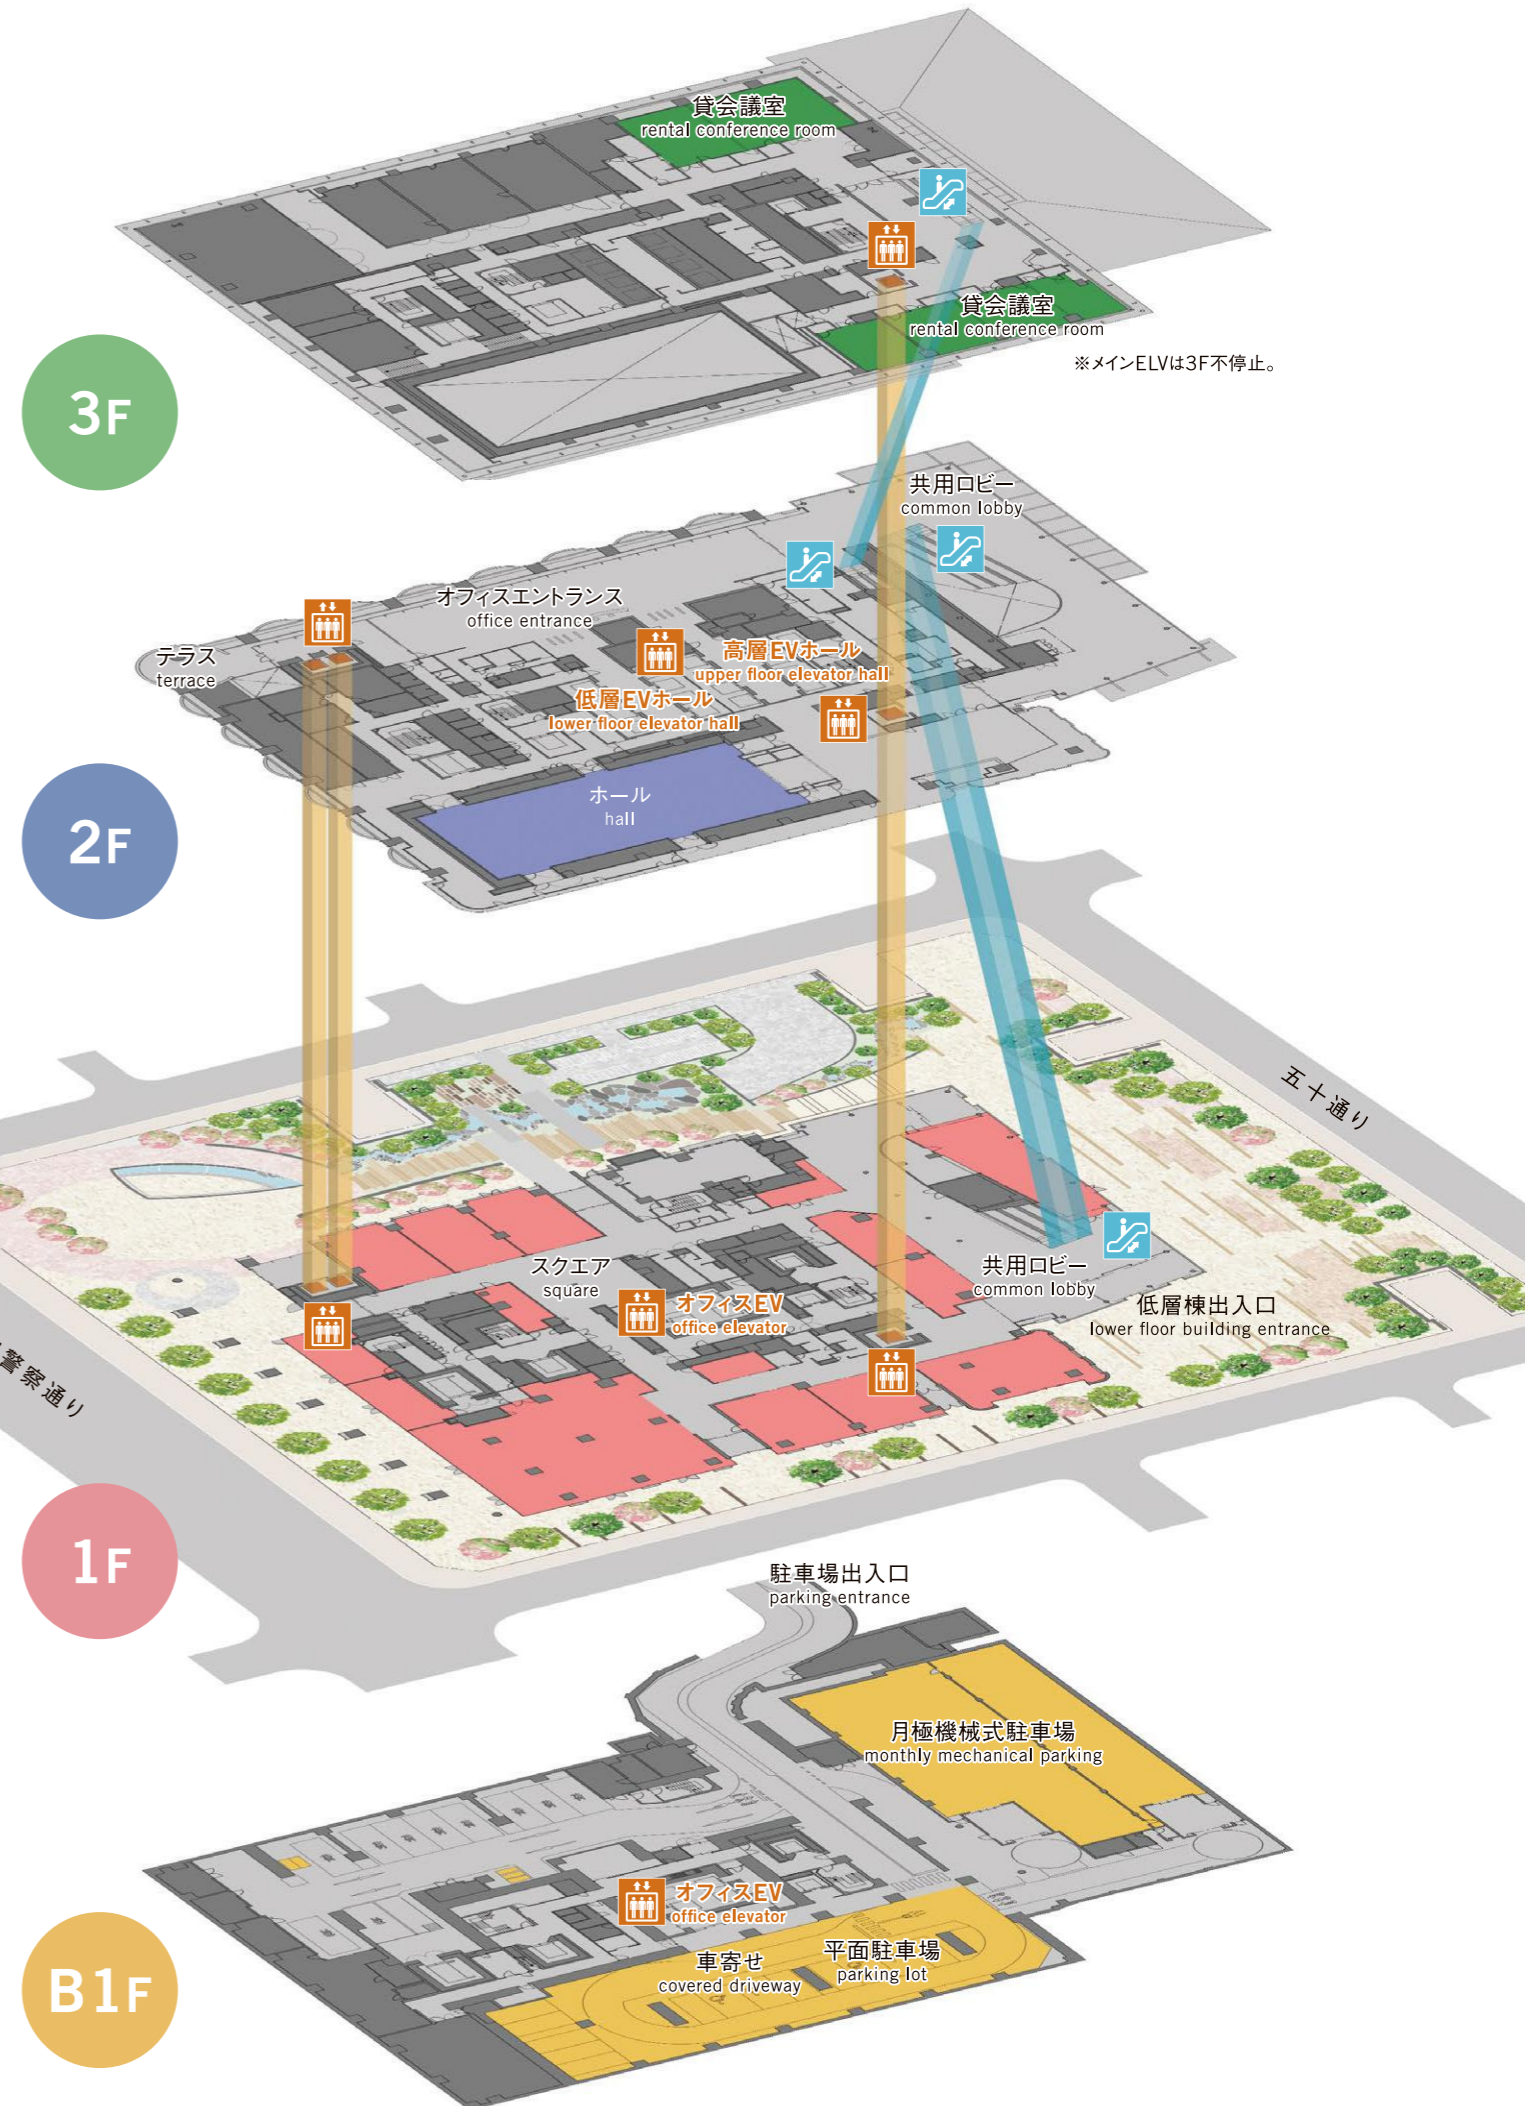 貸会議室
rental conference room
貸会議室
rental conference room
※メインELVは3F不停止。
3F
共用ロビー
common lobby
オフィスエントランス
office entrance
テラス
terrace
高層EVホール
upper floor elevator hall
低層EVホール
lower floor elevator hall
ホール
hall
2F
五十通り
スクエア
square
オフィスEV
office elevator
共用ロビー
common lobby
低層棟出入口
lower floor building entrance
警察通り
1F
駐車場出入口
parking entrance
月極機械式駐車場
monthly mechanical parking
オフィスEV
office elevator
車寄せ
covered driveway
平面駐車場
parking lot
B1F